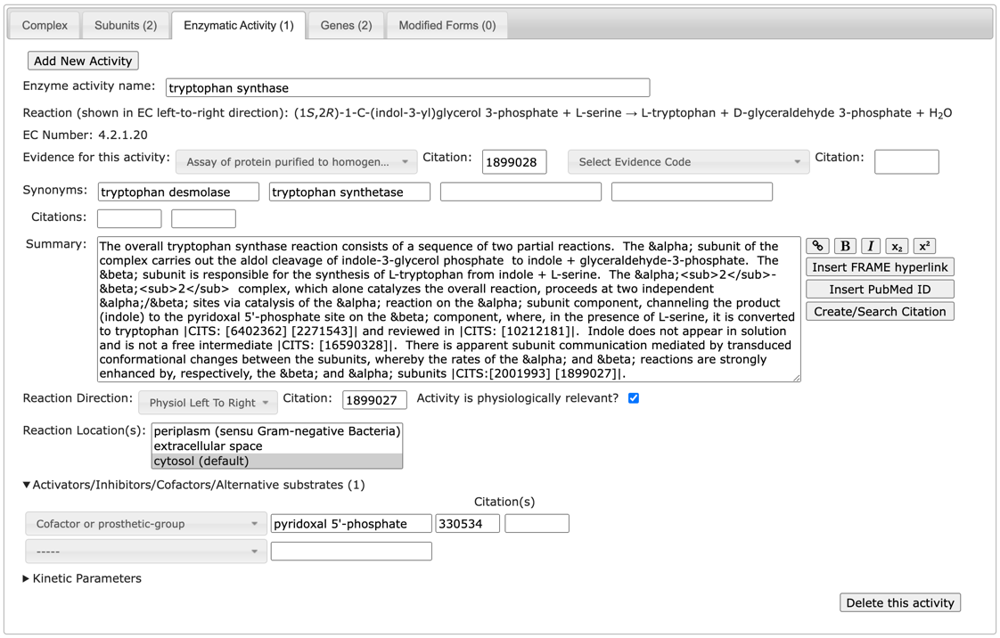 Complex Subunits (2) Enzymatic Activity (1) Genes (2) Modified Forms (0)
Add New Activity
Enzyme activity name: tryptophan synthase
Reaction (shown in EC left-to-right direction): (1S,2R)-1-C-(indol-3-yl)glycerol 3-phosphate + L-serine → L-tryptophan + D-glyceraldehyde 3-phosphate + H2O
EC Number: 4.2.1.20
Evidence for this activity: Assay of protein purified to homogen... Citation: 1899028 Select Evidence Code Citation:
Synonyms: tryptophan desmolase tryptophan synthetase
Citations:
Summary: The overall tryptophan synthase reaction consists of a sequence of two partial reactions.  The &alpha; subunit of the
complex carries out the aldol cleavage of indole-3-glycerol phosphate  to indole + glyceraldehyde-3-phosphate.  The
&beta; subunit is responsible for the synthesis of L-tryptophan from indole + L-serine.  The &alpha;<sub>2</sub>-
&beta;<sub>2</sub>  complex, which alone catalyzes the overall reaction, proceeds at two independent
&alpha;/&beta; sites via catalysis of the &alpha; reaction on the &alpha; subunit component, channeling the product
(indole) to the pyridoxal 5'-phosphate site on the &beta; component, where, in the presence of L-serine, it is converted
to tryptophan |CITS: [6402362] [2271543]| and reviewed in |CITS: [10212181]|.  Indole does not appear in solution
and is not a free intermediate |CITS: [16590328]|.  There is apparent subunit communication mediated by transduced
conformational changes between the subunits, whereby the rates of the &alpha; and &beta; reactions are strongly
enhanced by, respectively, the &beta; and &alpha; subunits |CITS:[2001993] [1899027]|.
B I x₂ x²
Insert FRAME hyperlink
Insert PubMed ID
Create/Search Citation
Reaction Direction: Physiol Left To Right Citation: 1899027 Activity is physiologically relevant?
Reaction Location(s): periplasm (sensu Gram-negative Bacteria)
extracellular space
cytosol (default)
Activators/Inhibitors/Cofactors/Alternative substrates (1)
Citation(s)
Cofactor or prosthetic-group pyridoxal 5'-phosphate 330534
-----
Kinetic Parameters
Delete this activity